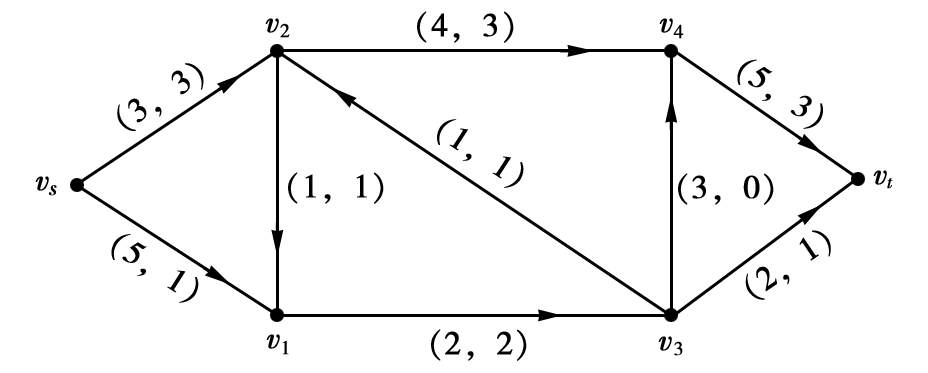 v₂
(4, 3)
v₄
(3, 3)
(5, 3)
(1, 1)
vₛ
(1, 1)
(3, 0)
vₜ
(5, 1)
(2, 1)
v₁
(2, 2)
v₃